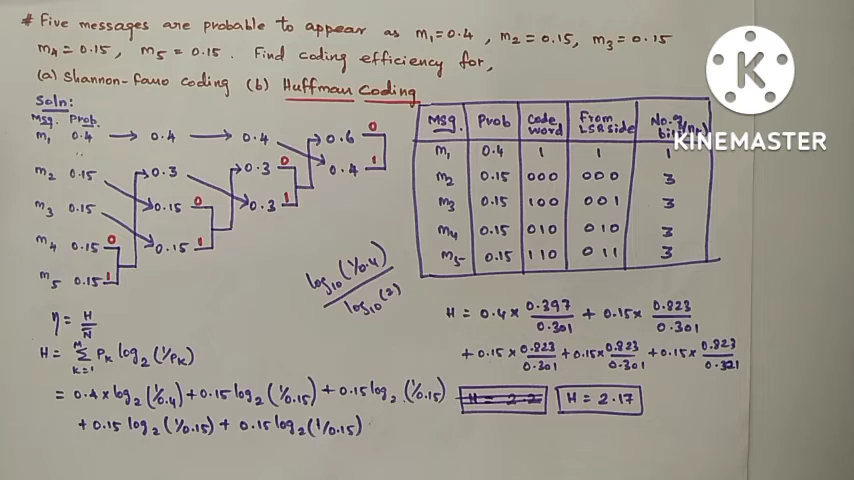 # Five messages are probable to appear as m₁=0.4, m₂=0.15, m₃=0.15
m₄=0.15, m₅=0.15. Find coding efficiency for,
(a) Shannon-fano coding (b) Huffman Coding
Soln:
Msg. Prob.
m₁ 0.4 → 0.4 → 0.4 0.6 0
0.4 1
m₂ 0.15 0.3 0.3 0
m₃ 0.15 0.15 0 0.3 1
m₄ 0.15 0 0.15 1
m₅ 0.15 1
Msg. Prob Code word From LSB side No. of bits(nₖ)
m₁ 0.4 1 1 1
m₂ 0.15 000 000 3
m₃ 0.15 100 001 3
m₄ 0.15 010 010 3
m₅ 0.15 110 011 3
K
KINEMASTER
log₁₀(1/0.4)/log₁₀(2)
η = H/N
H = Σ(k=1 to M) Pₖ log₂(1/Pₖ)
= 0.4×log₂(1/0.4)+0.15log₂(1/0.15)+0.15log₂(1/0.15)
+0.15log₂(1/0.15)+0.15log₂(1/0.15)
H = 0.4×0.397/0.301 + 0.15×0.823/0.301
+0.15×0.823/0.301+0.15×0.823/0.301+0.15×0.823/0.321
H = 2.2 H = 2.17